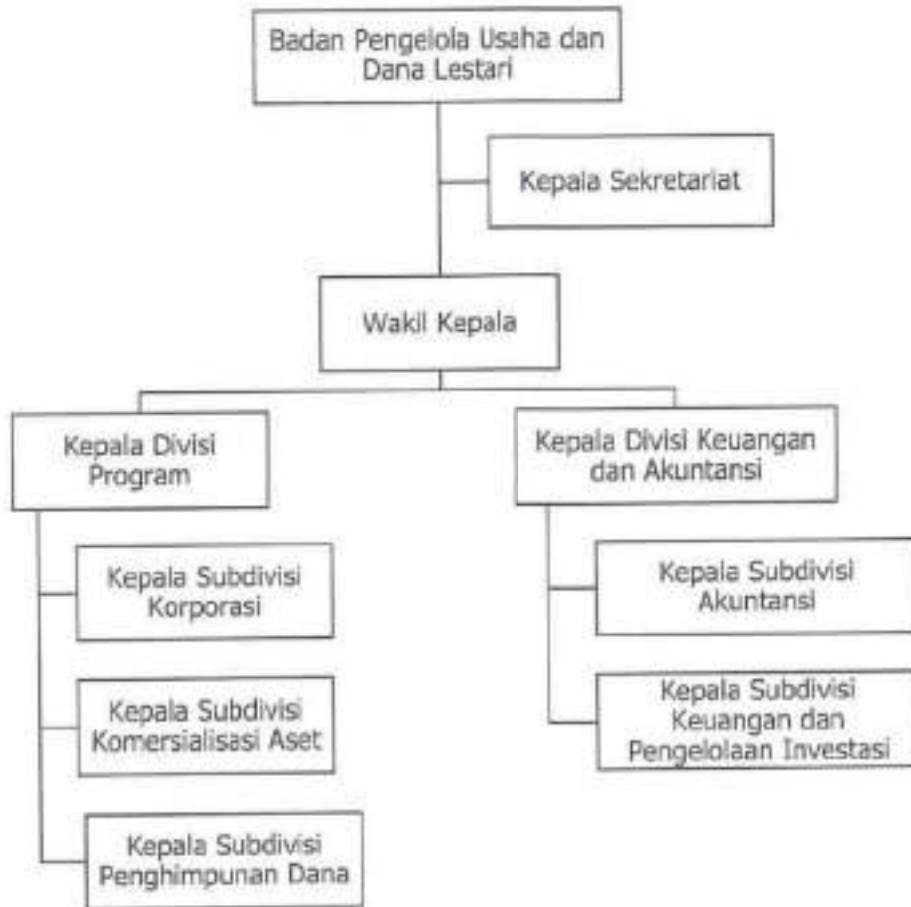 Badan Pengelola Usaha dan
Dana Lestari
Kepala Sekretariat
Wakil Kepala
Kepala Divisi
Program
Kepala Divisi Keuangan
dan Akuntansi
Kepala Subdivisi
Korporasi
Kepala Subdivisi
Akuntansi
Kepala Subdivisi
Komersialisasi Aset
Kepala Subdivisi
Keuangan dan
Pengelolaan Investasi
Kepala Subdivisi
Penghimpunan Dana